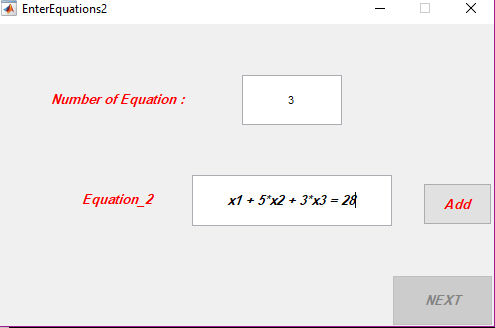 EnterEquations2
Number of Equation :
3
Equation_2
x1 + 5*x2 + 3*x3 = 28
Add
NEXT